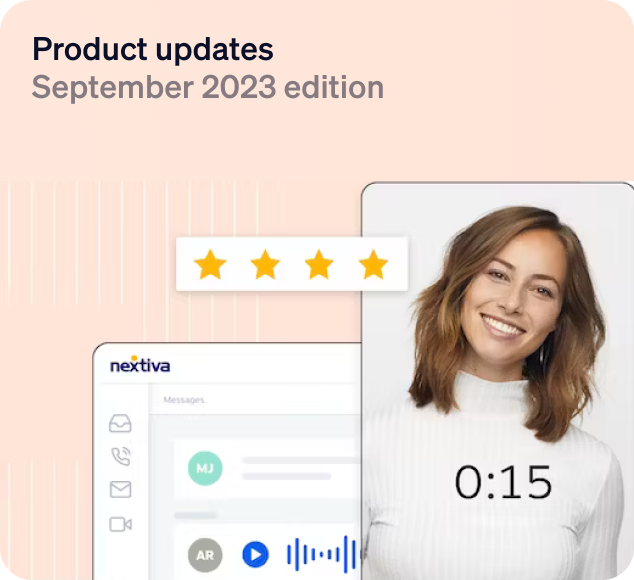 Product updates
September 2023 edition
nextiva
Messages
MJ
0:15
AR